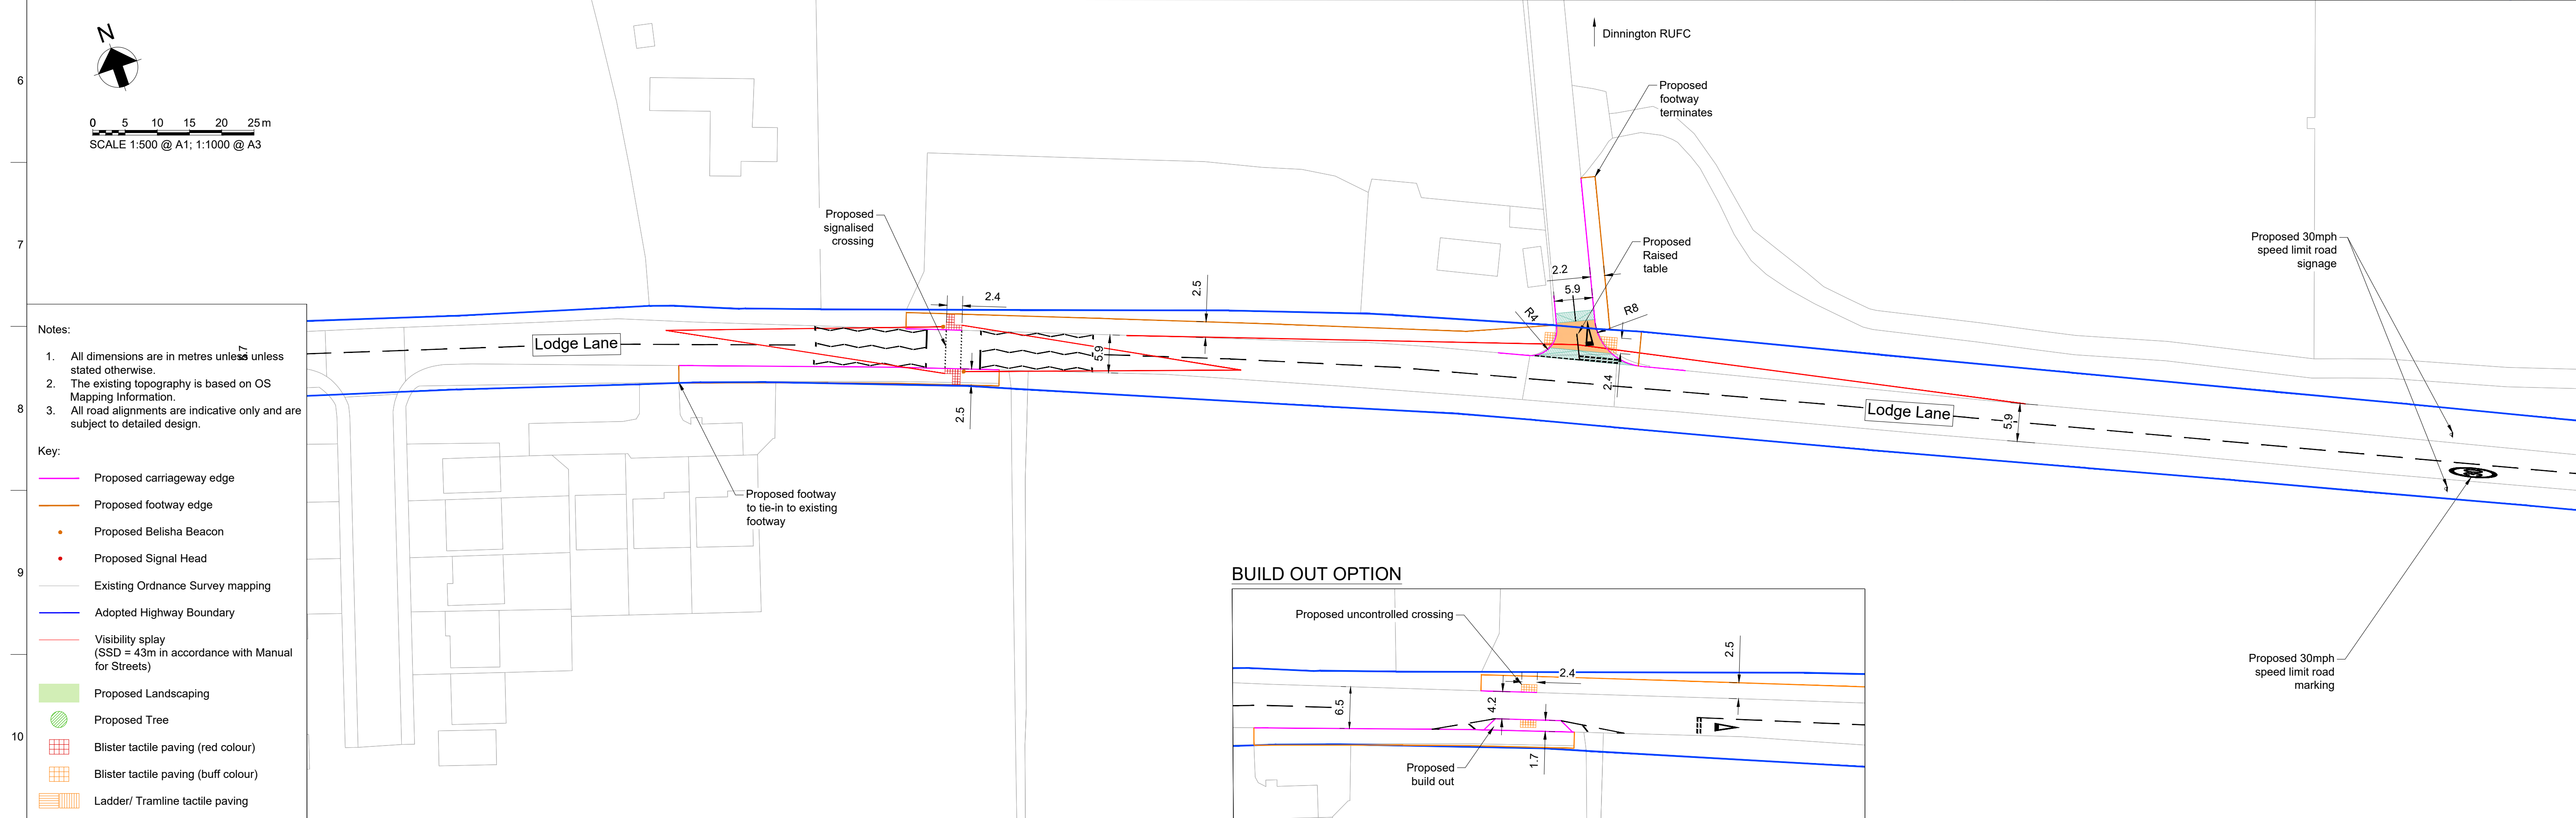 N
0 5 10 15 20 25 m
SCALE 1:500 @ A1; 1:1000 @ A3
6
7
8
9
10
Dinnington RUFC
Proposed
footway
terminates
Proposed
signalised
crossing
Proposed
Raised
table
2.2
5.9
R4
R8
2.4
2.4
2.5
5.9
2.5
Lodge Lane
Lodge Lane
5.9
Proposed 30mph
speed limit road
signage
Proposed footway
to tie-in to existing
footway
Proposed 30mph
speed limit road
marking
Notes:
1. All dimensions are in metres unless unless
stated otherwise.
2. The existing topography is based on OS
Mapping Information.
3. All road alignments are indicative only and are
subject to detailed design.
Key:
Proposed carriageway edge
Proposed footway edge
Proposed Belisha Beacon
Proposed Signal Head
Existing Ordnance Survey mapping
Adopted Highway Boundary
Visibility splay
(SSD = 43m in accordance with Manual
for Streets)
Proposed Landscaping
Proposed Tree
Blister tactile paving (red colour)
Blister tactile paving (buff colour)
Ladder/ Tramline tactile paving
BUILD OUT OPTION
Proposed uncontrolled crossing
2.4
2.5
6.5
4.2
1.7
Proposed
build out